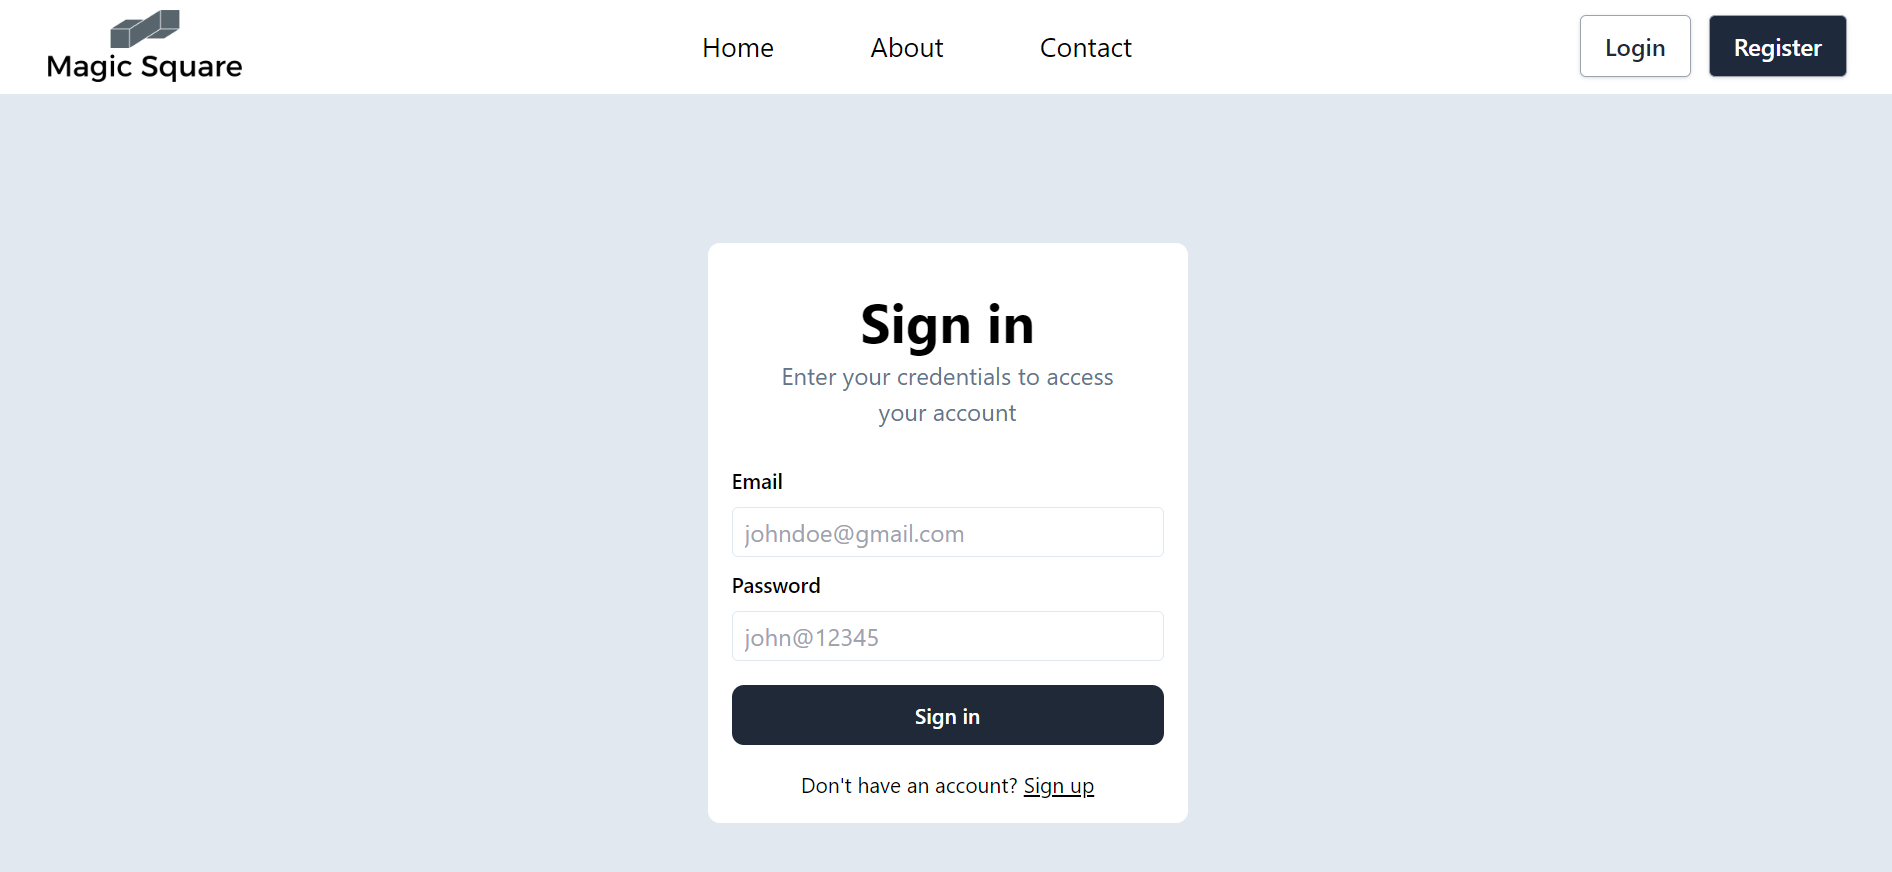 Magic Square
Home
About
Contact
Login
Register
Sign in
Enter your credentials to access
your account
Email
johndoe@gmail.com
Password
john@12345
Sign in
Don't have an account? Sign up